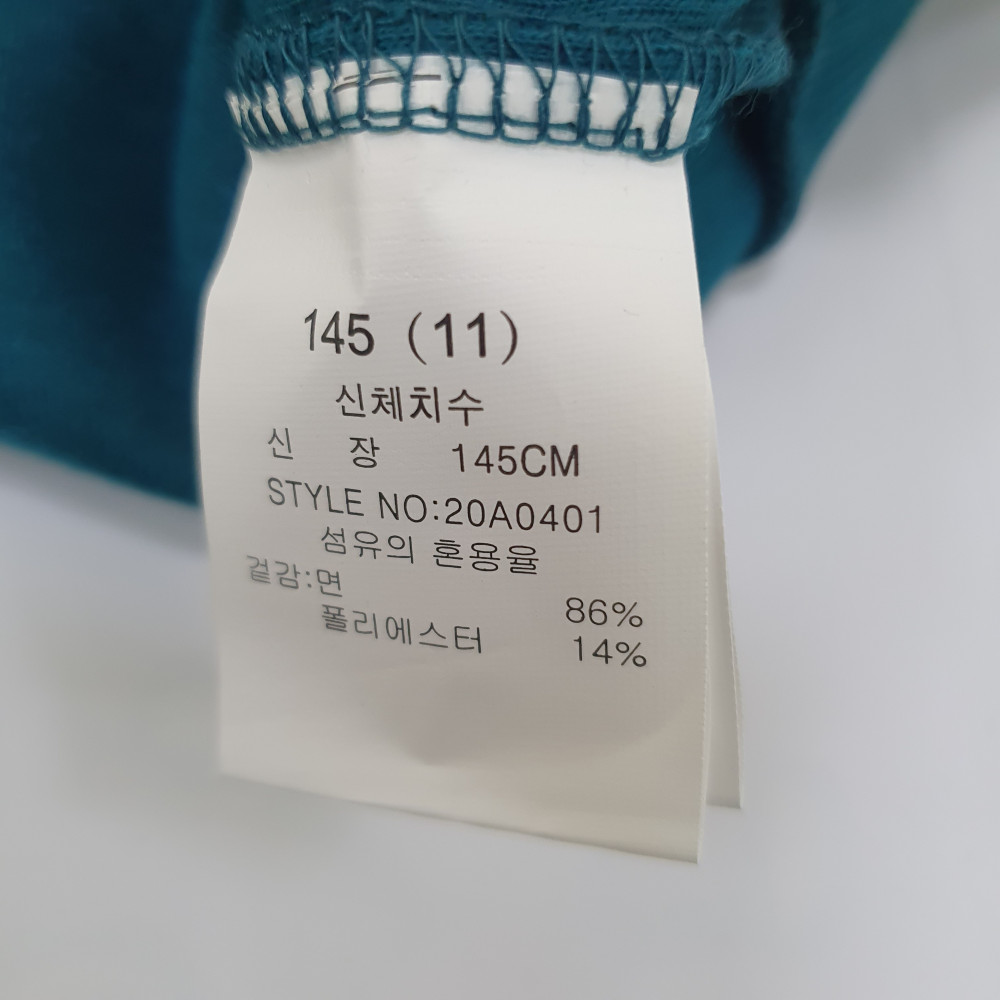 145 (11)
신체치수
신 장 145CM
STYLE NO:20A0401
섬유의 혼용율
겉감:면 86%
폴리에스터 14%